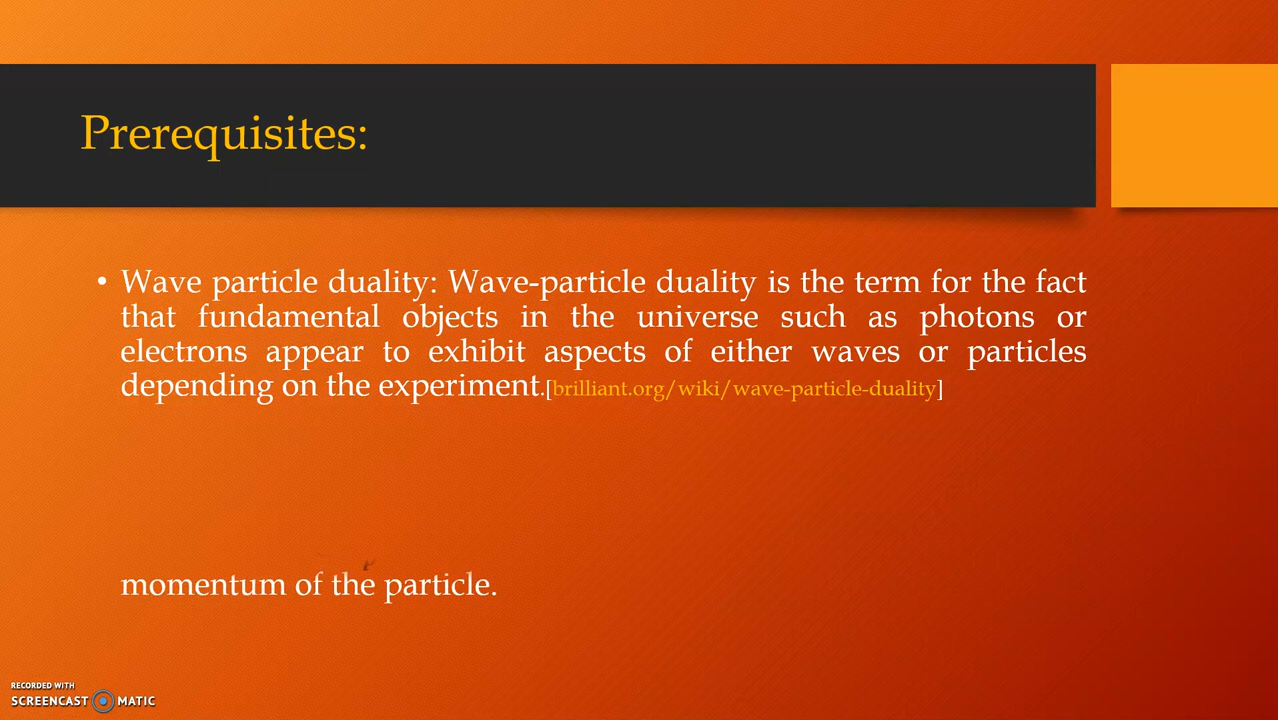 Prerequisites:
• Wave particle duality: Wave-particle duality is the term for the fact
that fundamental objects in the universe such as photons or
electrons appear to exhibit aspects of either waves or particles
depending on the experiment.[brilliant.org/wiki/wave-particle-duality]
momentum of the particle.
RECORDED WITH
SCREENCAST MATIC